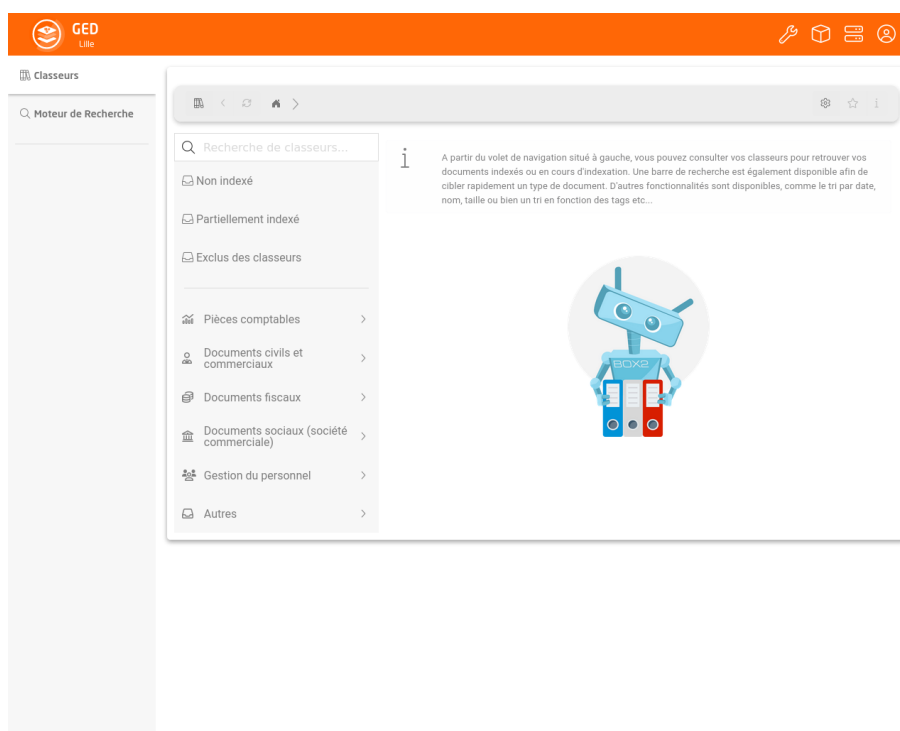 GED
Lille
Classeurs
Moteur de Recherche
Recherche de classeurs...
Non indexé
Partiellement indexé
Exclus des classeurs
Pièces comptables
Documents civils et
commerciaux
Documents fiscaux
Documents sociaux (société
commerciale)
Gestion du personnel
Autres
A partir du volet de navigation situé à gauche, vous pouvez consulter vos classeurs pour retrouver vos
documents indexés ou en cours d'indexation. Une barre de recherche est également disponible afin de
cibler rapidement un type de document. D'autres fonctionnalités sont disponibles, comme le tri par date,
nom, taille ou bien un tri en fonction des tags etc...
BOX2